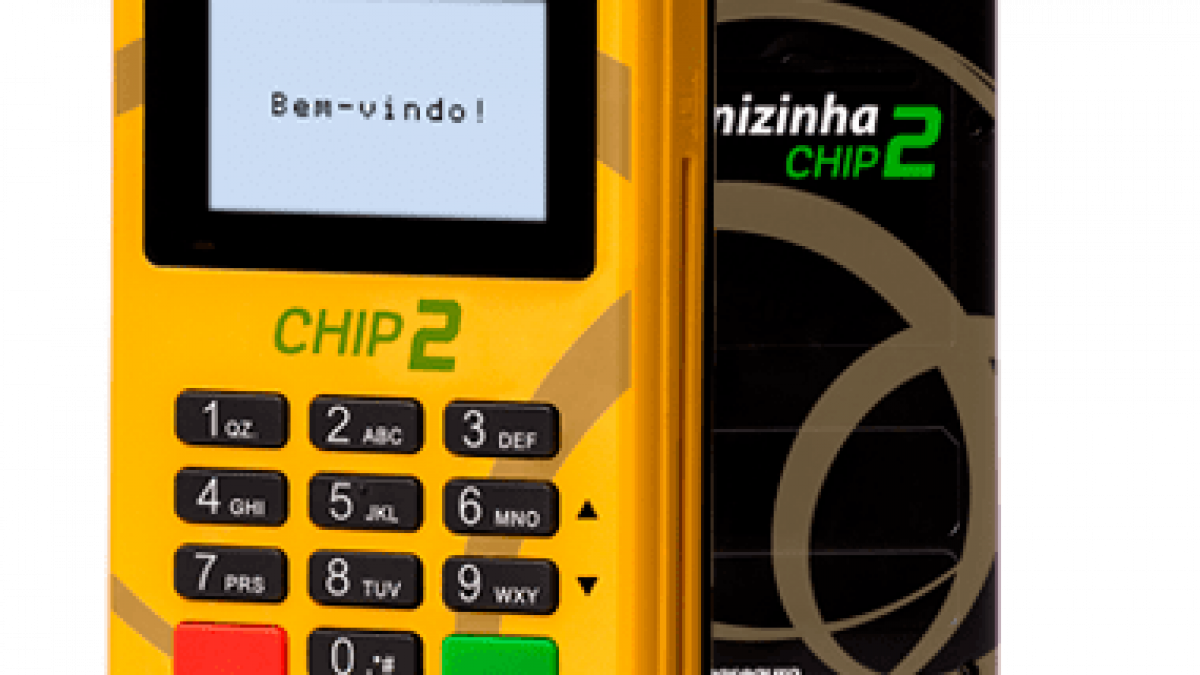 Bem-vindo!
nizinha
CHIP 2
CHIP 2
1 QZ. 2 ABC 3 DEF
4 GHI 5 JKL 6 MNO
7 PRS 8 TUV 9 WXY
0 .*#